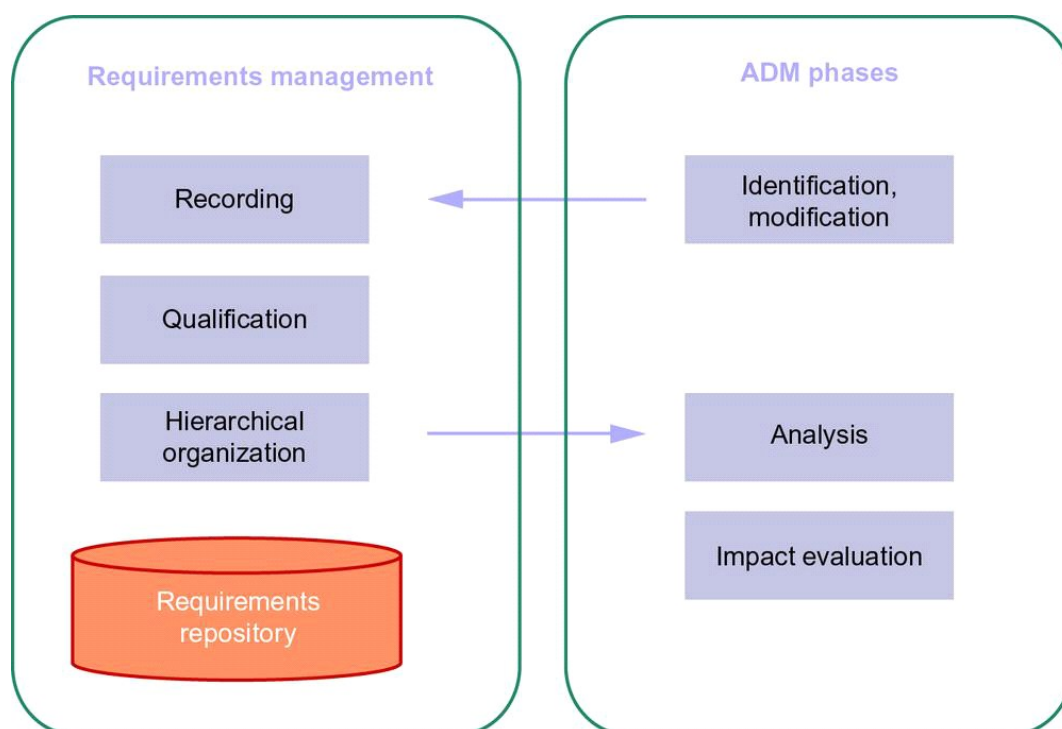 Requirements management
Recording
Qualification
Hierarchical
organization
Requirements
repository
ADM phases
Identification,
modification
Analysis
Impact evaluation